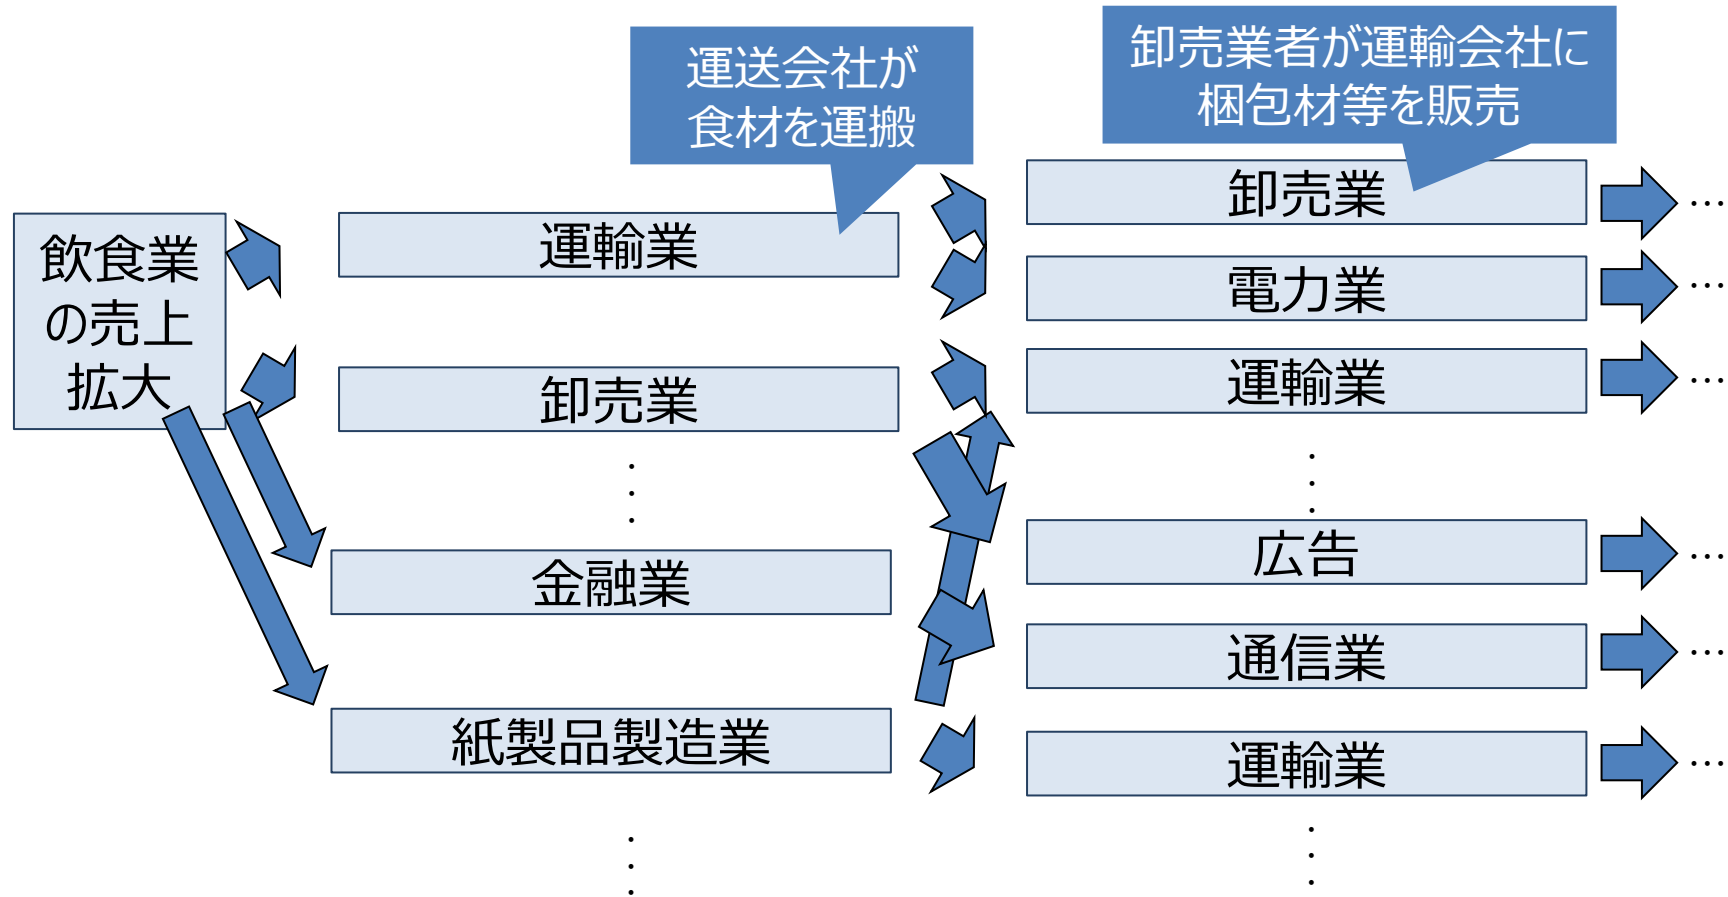 運送会社が
食材を運搬
卸売業者が運輸会社に
梱包材等を販売
飲食業
の売上
拡大
運輸業
卸売業
・・・
金融業
紙製品製造業
・・・
卸売業
…
電力業
…
運輸業
…
・・・
広告
…
通信業
…
運輸業
…
・・・